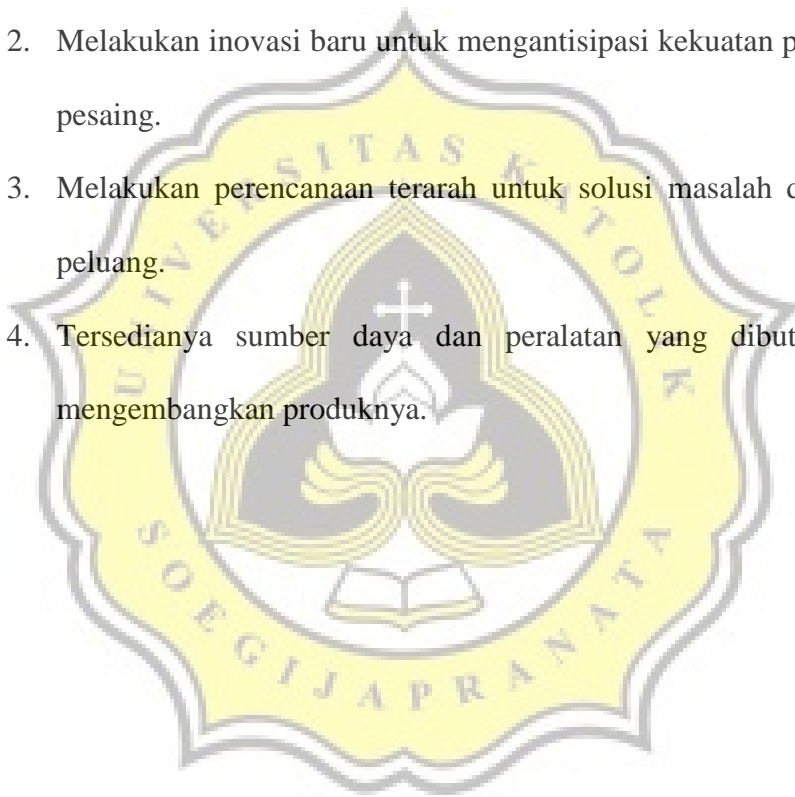 2. Melakukan inovasi baru untuk mengantisipasi kekuatan p
pesaing.
3. Melakukan perencanaan terarah untuk solusi masalah
peluang.
4. Tersedianya sumber daya dan peralatan yang dibut
mengembangkan produknya.
UNIVERSITAS KATOLIK
SOEGIJAPRANATA